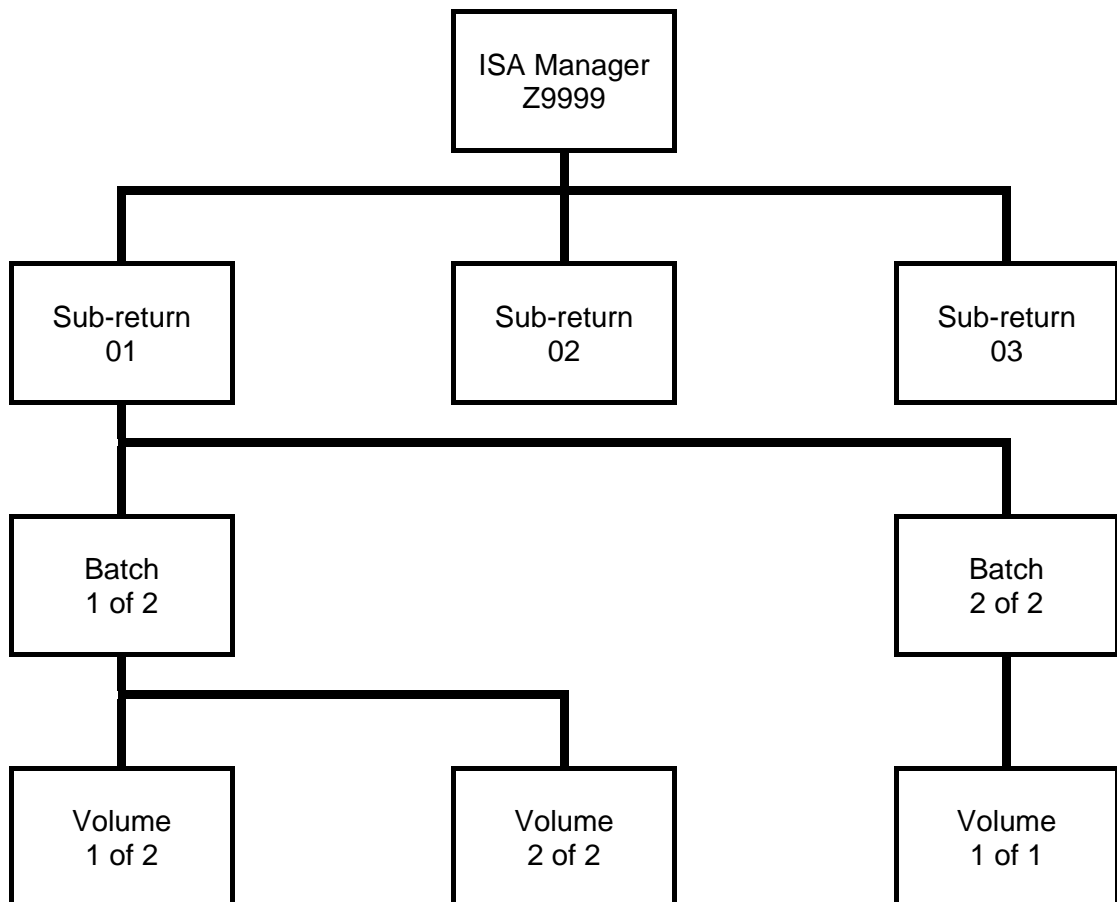 ISA Manager
Z9999
Sub-return
01
Sub-return
02
Sub-return
03
Batch
1 of 2
Batch
2 of 2
Volume
1 of 2
Volume
2 of 2
Volume
1 of 1